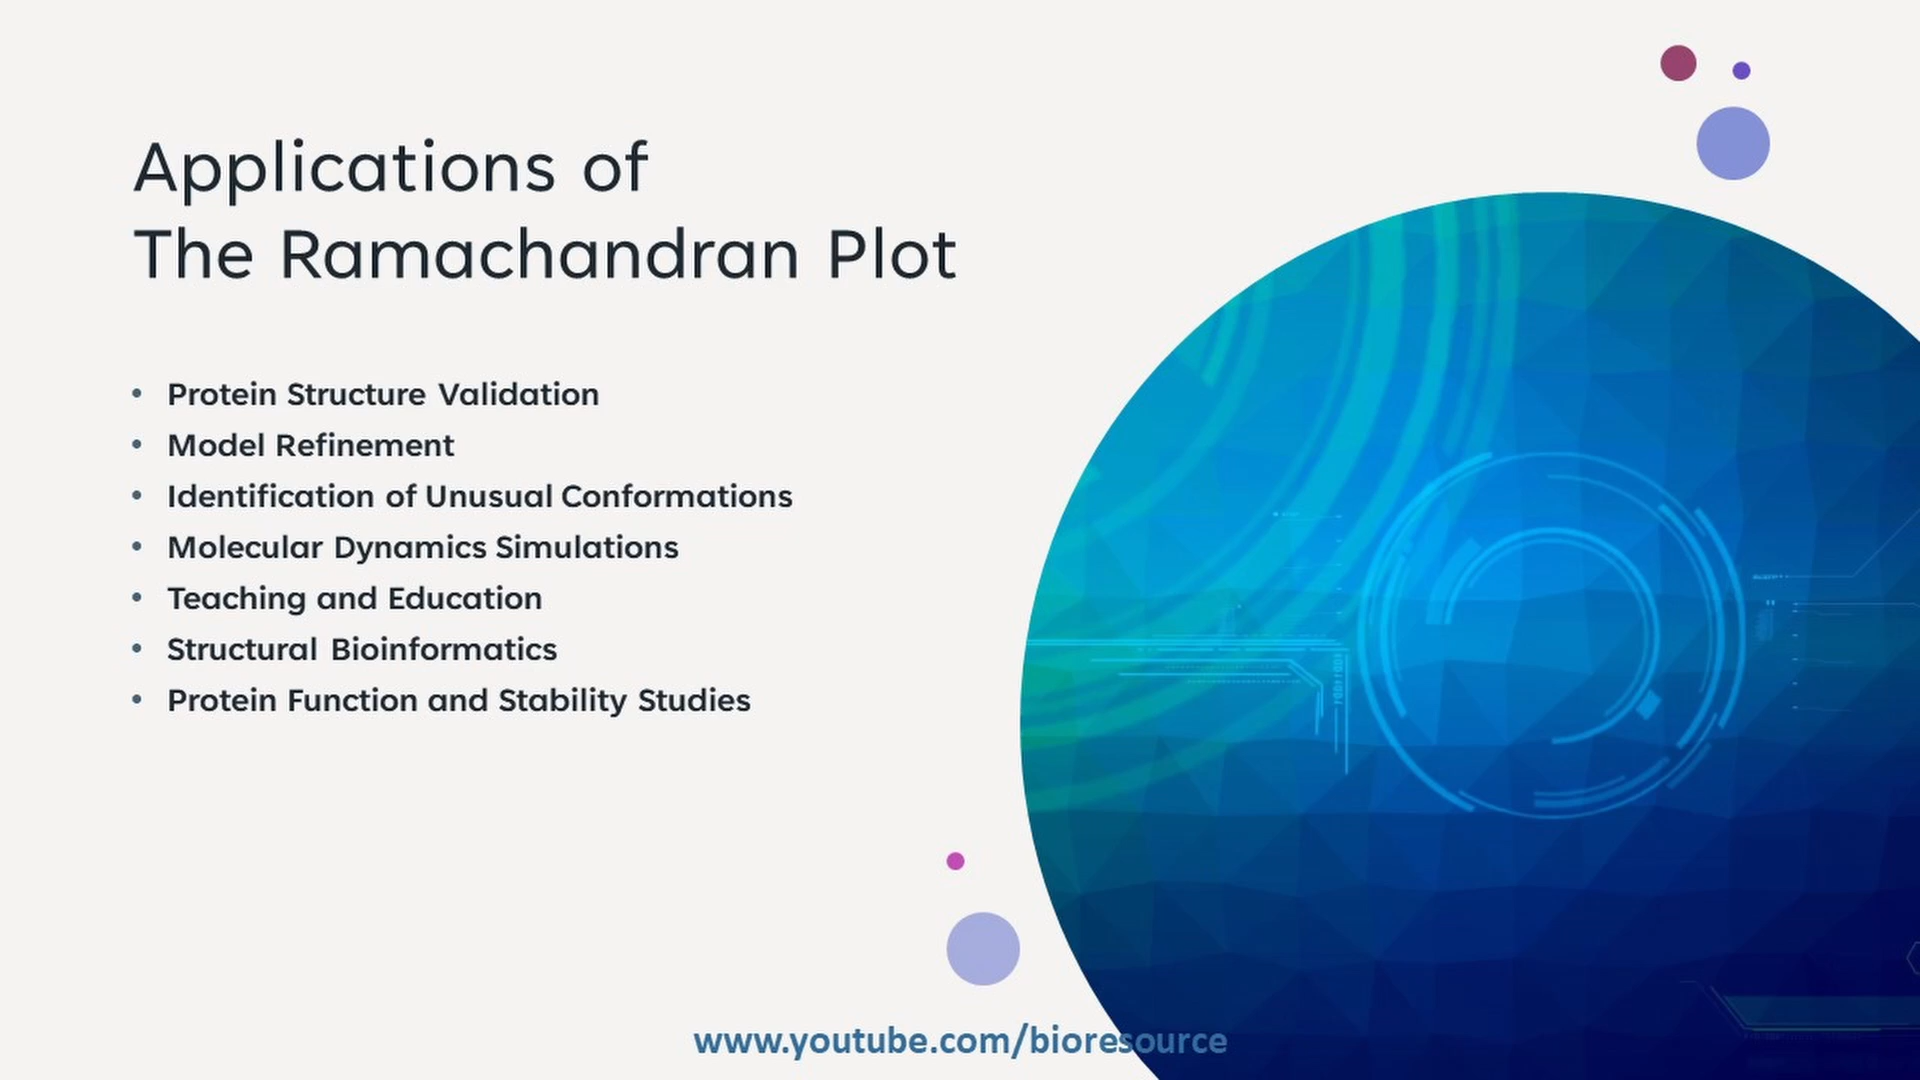 Applications of
The Ramachandran Plot
• Protein Structure Validation
• Model Refinement
• Identification of Unusual Conformations
• Molecular Dynamics Simulations
• Teaching and Education
• Structural Bioinformatics
• Protein Function and Stability Studies
www.youtube.com/bioresource